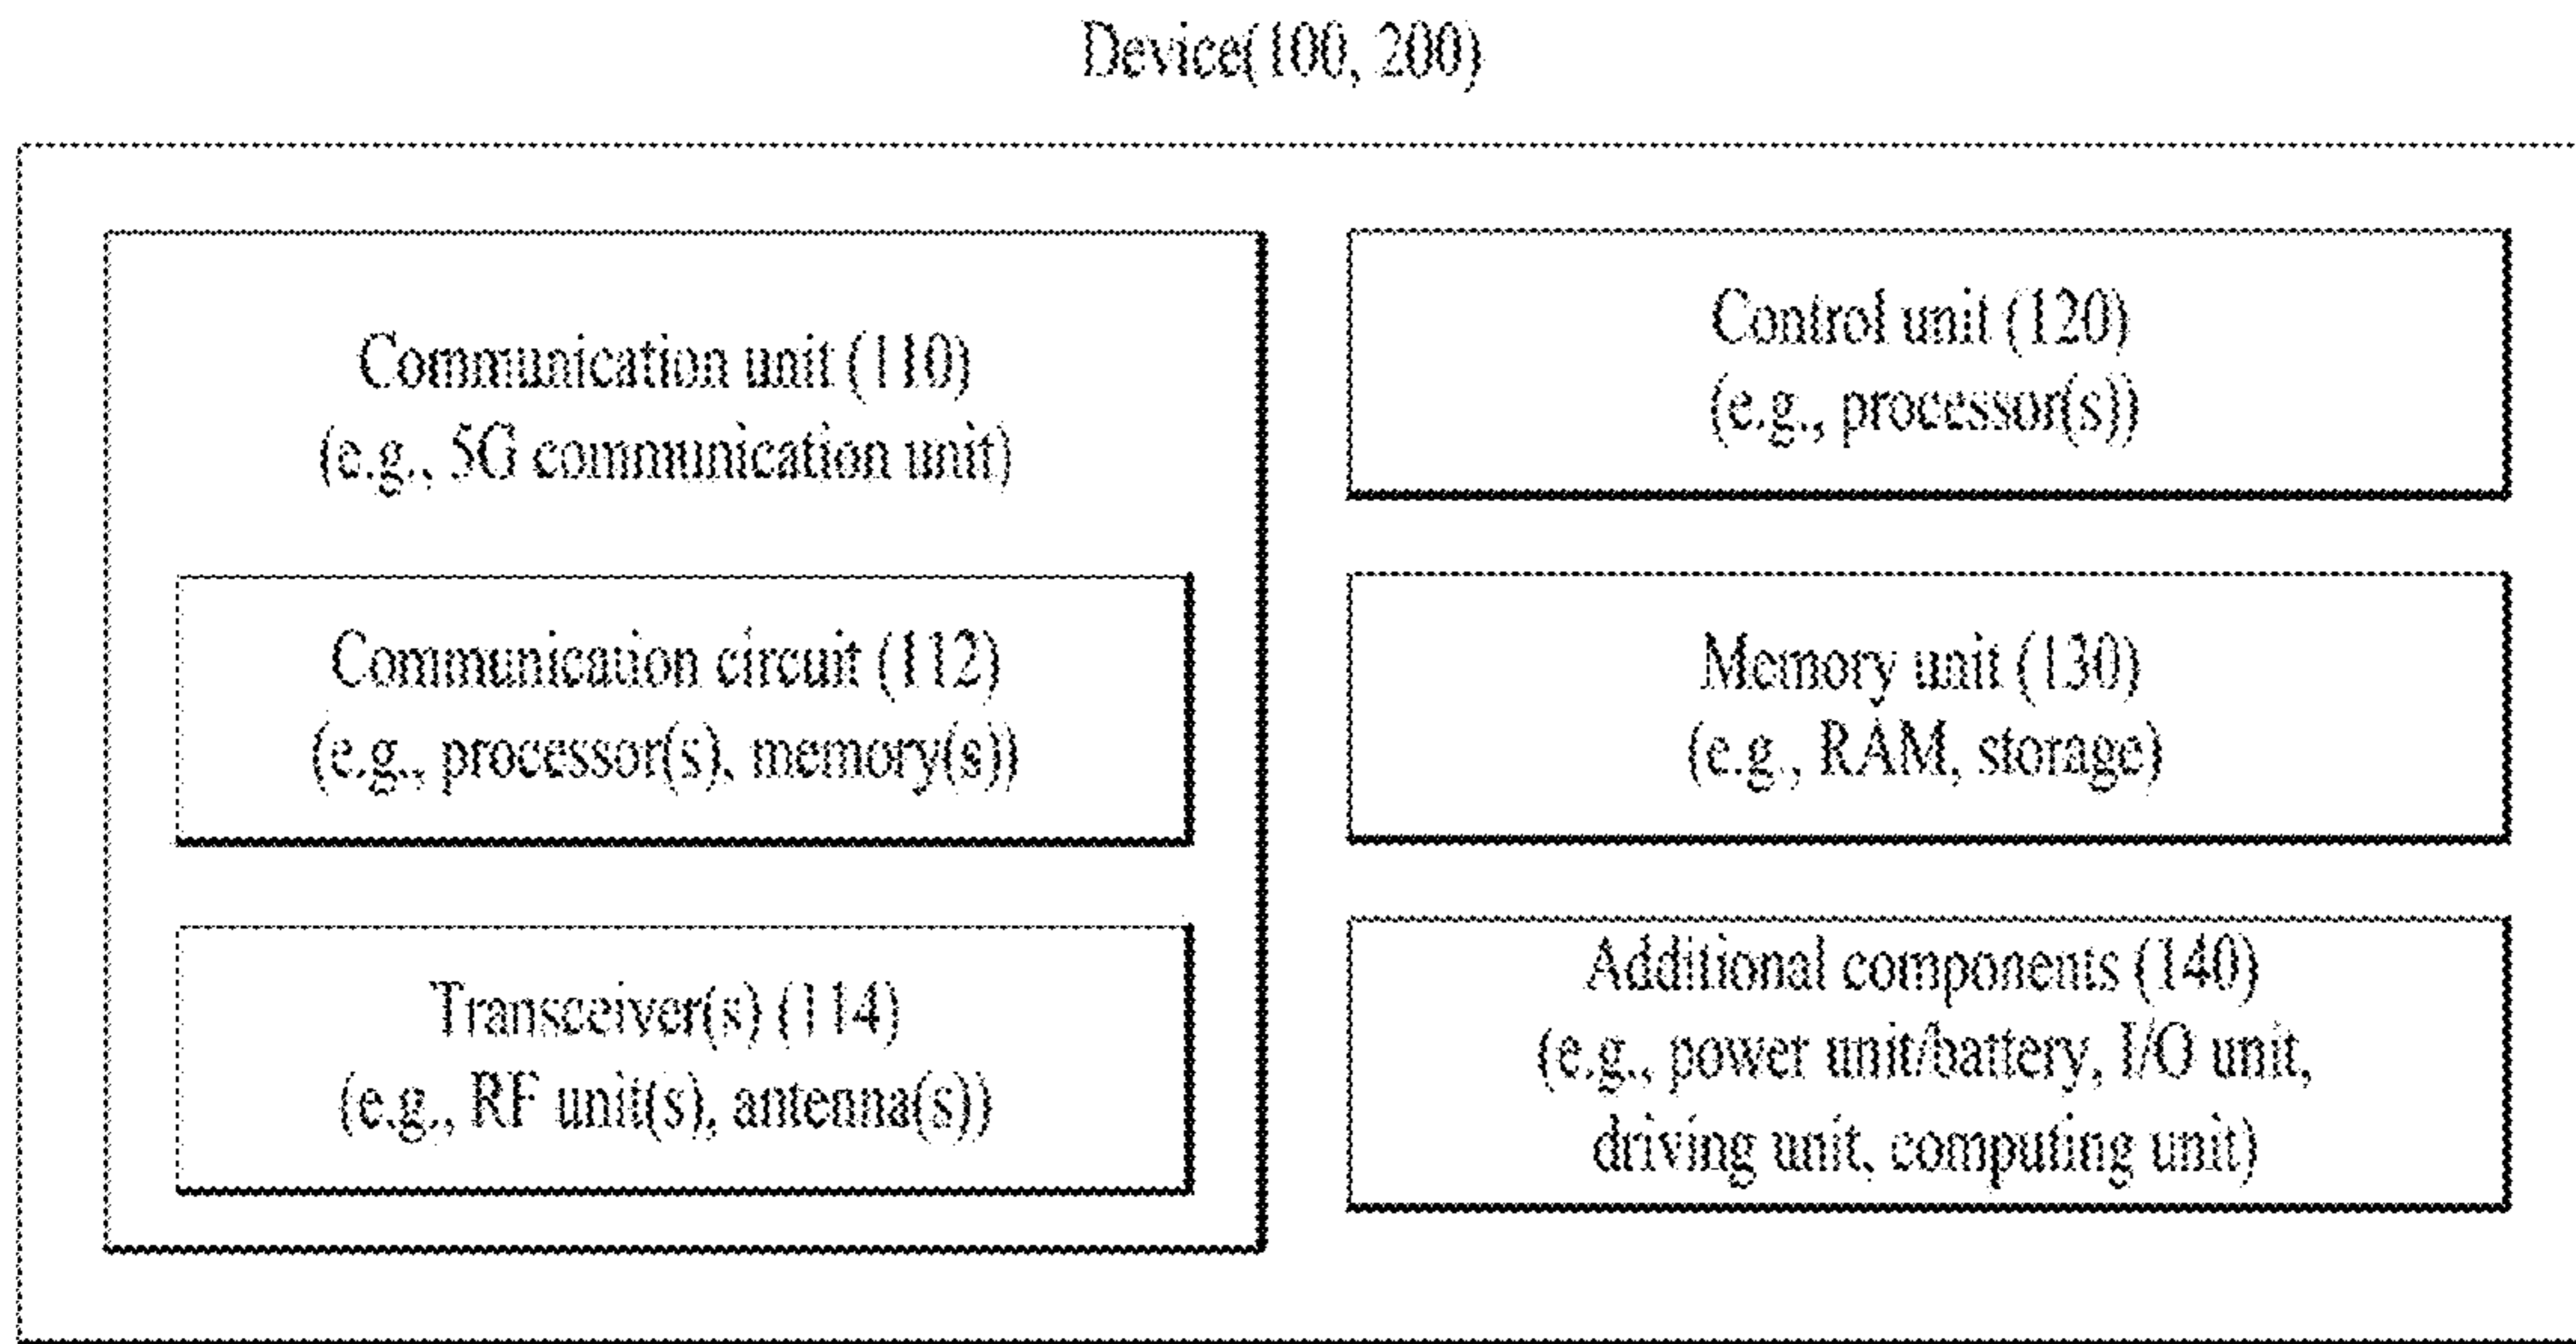 Device(100, 200)
Communication unit (110)
(e.g., 5G communication unit)
Communication circuit (112)
(e.g., processor(s), memory(s))
Transceiver(s) (114)
(e.g., RF unit(s), antenna(s))
Control unit (120)
(e.g., processor(s))
Memory unit (130)
(e.g., RAM, storage)
Additional components (140)
(e.g., power unit/battery, I/O unit,
driving unit, computing unit)